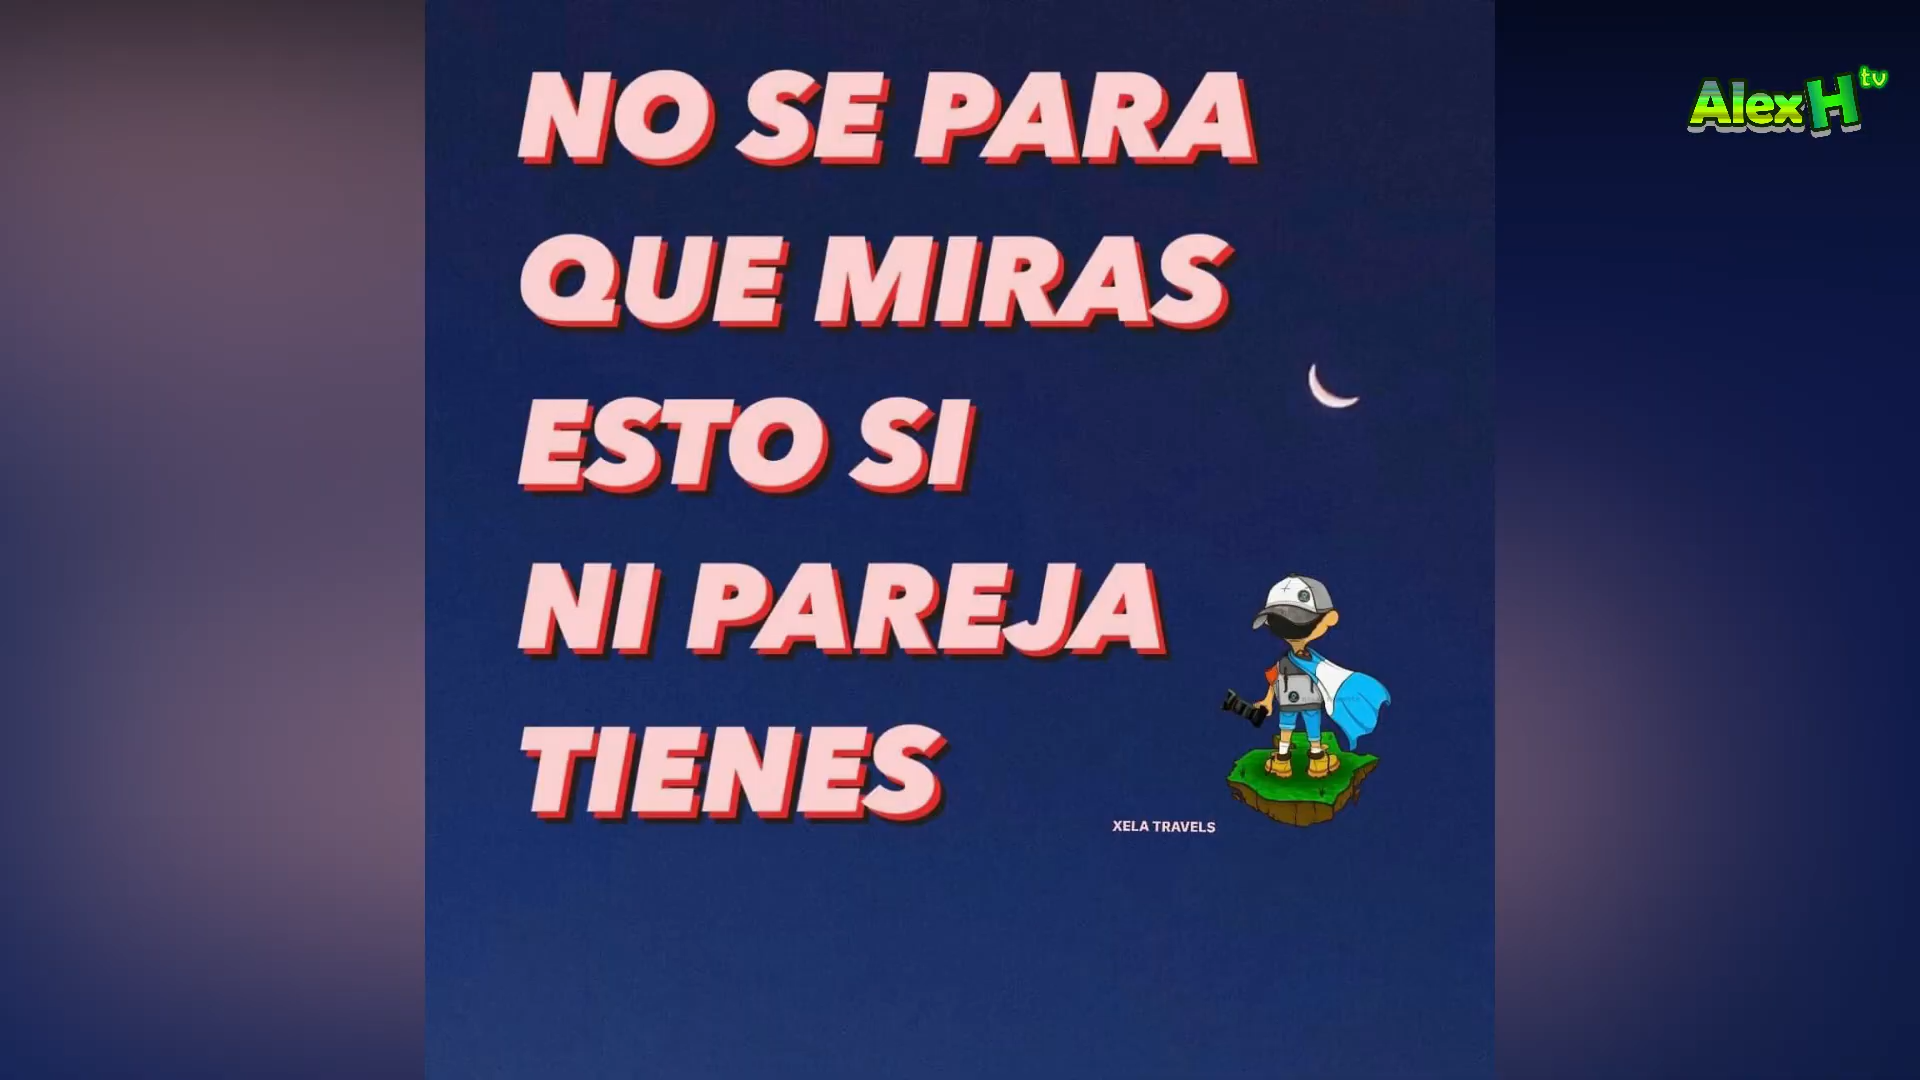 NO SE PARA
QUE MIRAS
ESTO SI
NI PAREJA
TIENES
XELA TRAVELS
AlexH tv